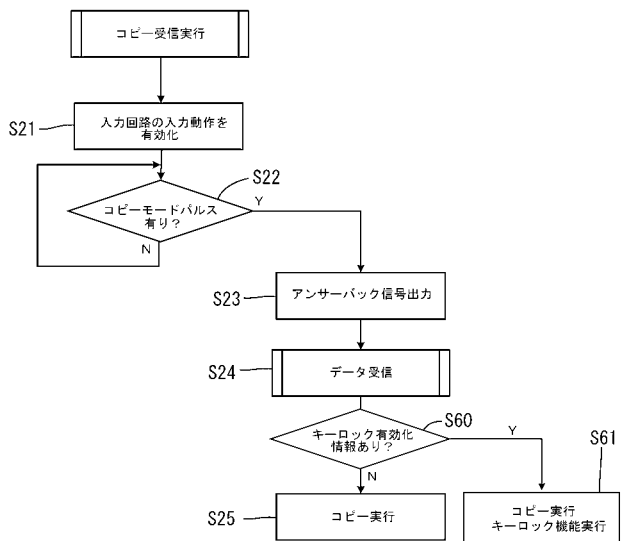 コピー受信実行
S21
入力回路の入力動作を
有効化
S22
コピーモードパルス
有り？
Y
N
S23
アンサーバック信号出力
S24
データ受信
S60
キーロック有効化
情報あり？
Y
S61
N
S25
コピー実行
コピー実行
キーロック機能実行